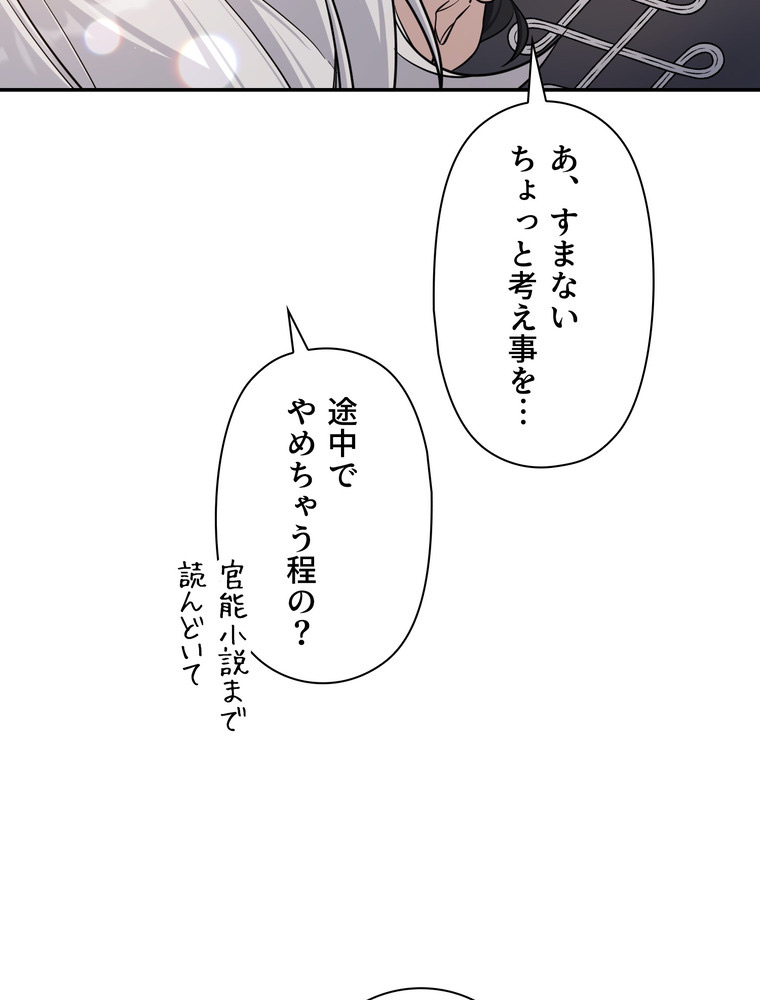 あ、すまない
ちょっと考え事を…
途中で
やめちゃう程の？
官能小説まで
読んどいて